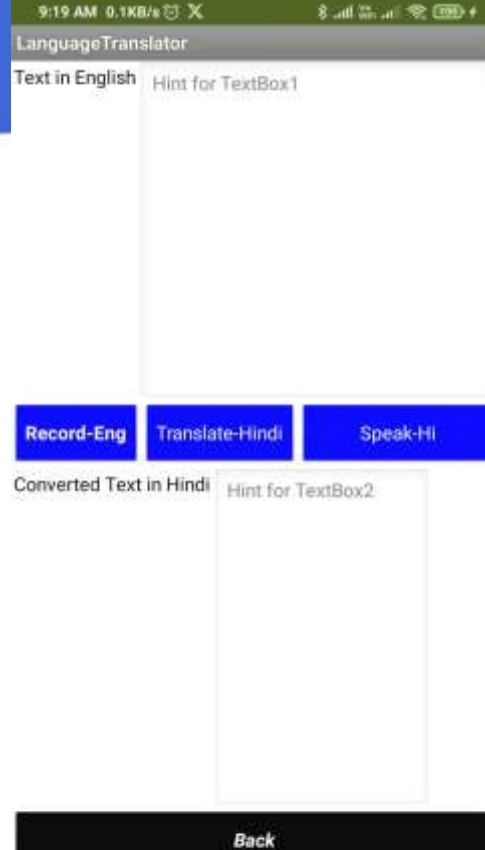 9:19 AM 0.1KB/s
LanguageTranslator
Text in English
Hint for TextBox1
Record-Eng
Translate-Hindi
Speak-Hi
Converted Text in Hindi
Hint for TextBox2
Back